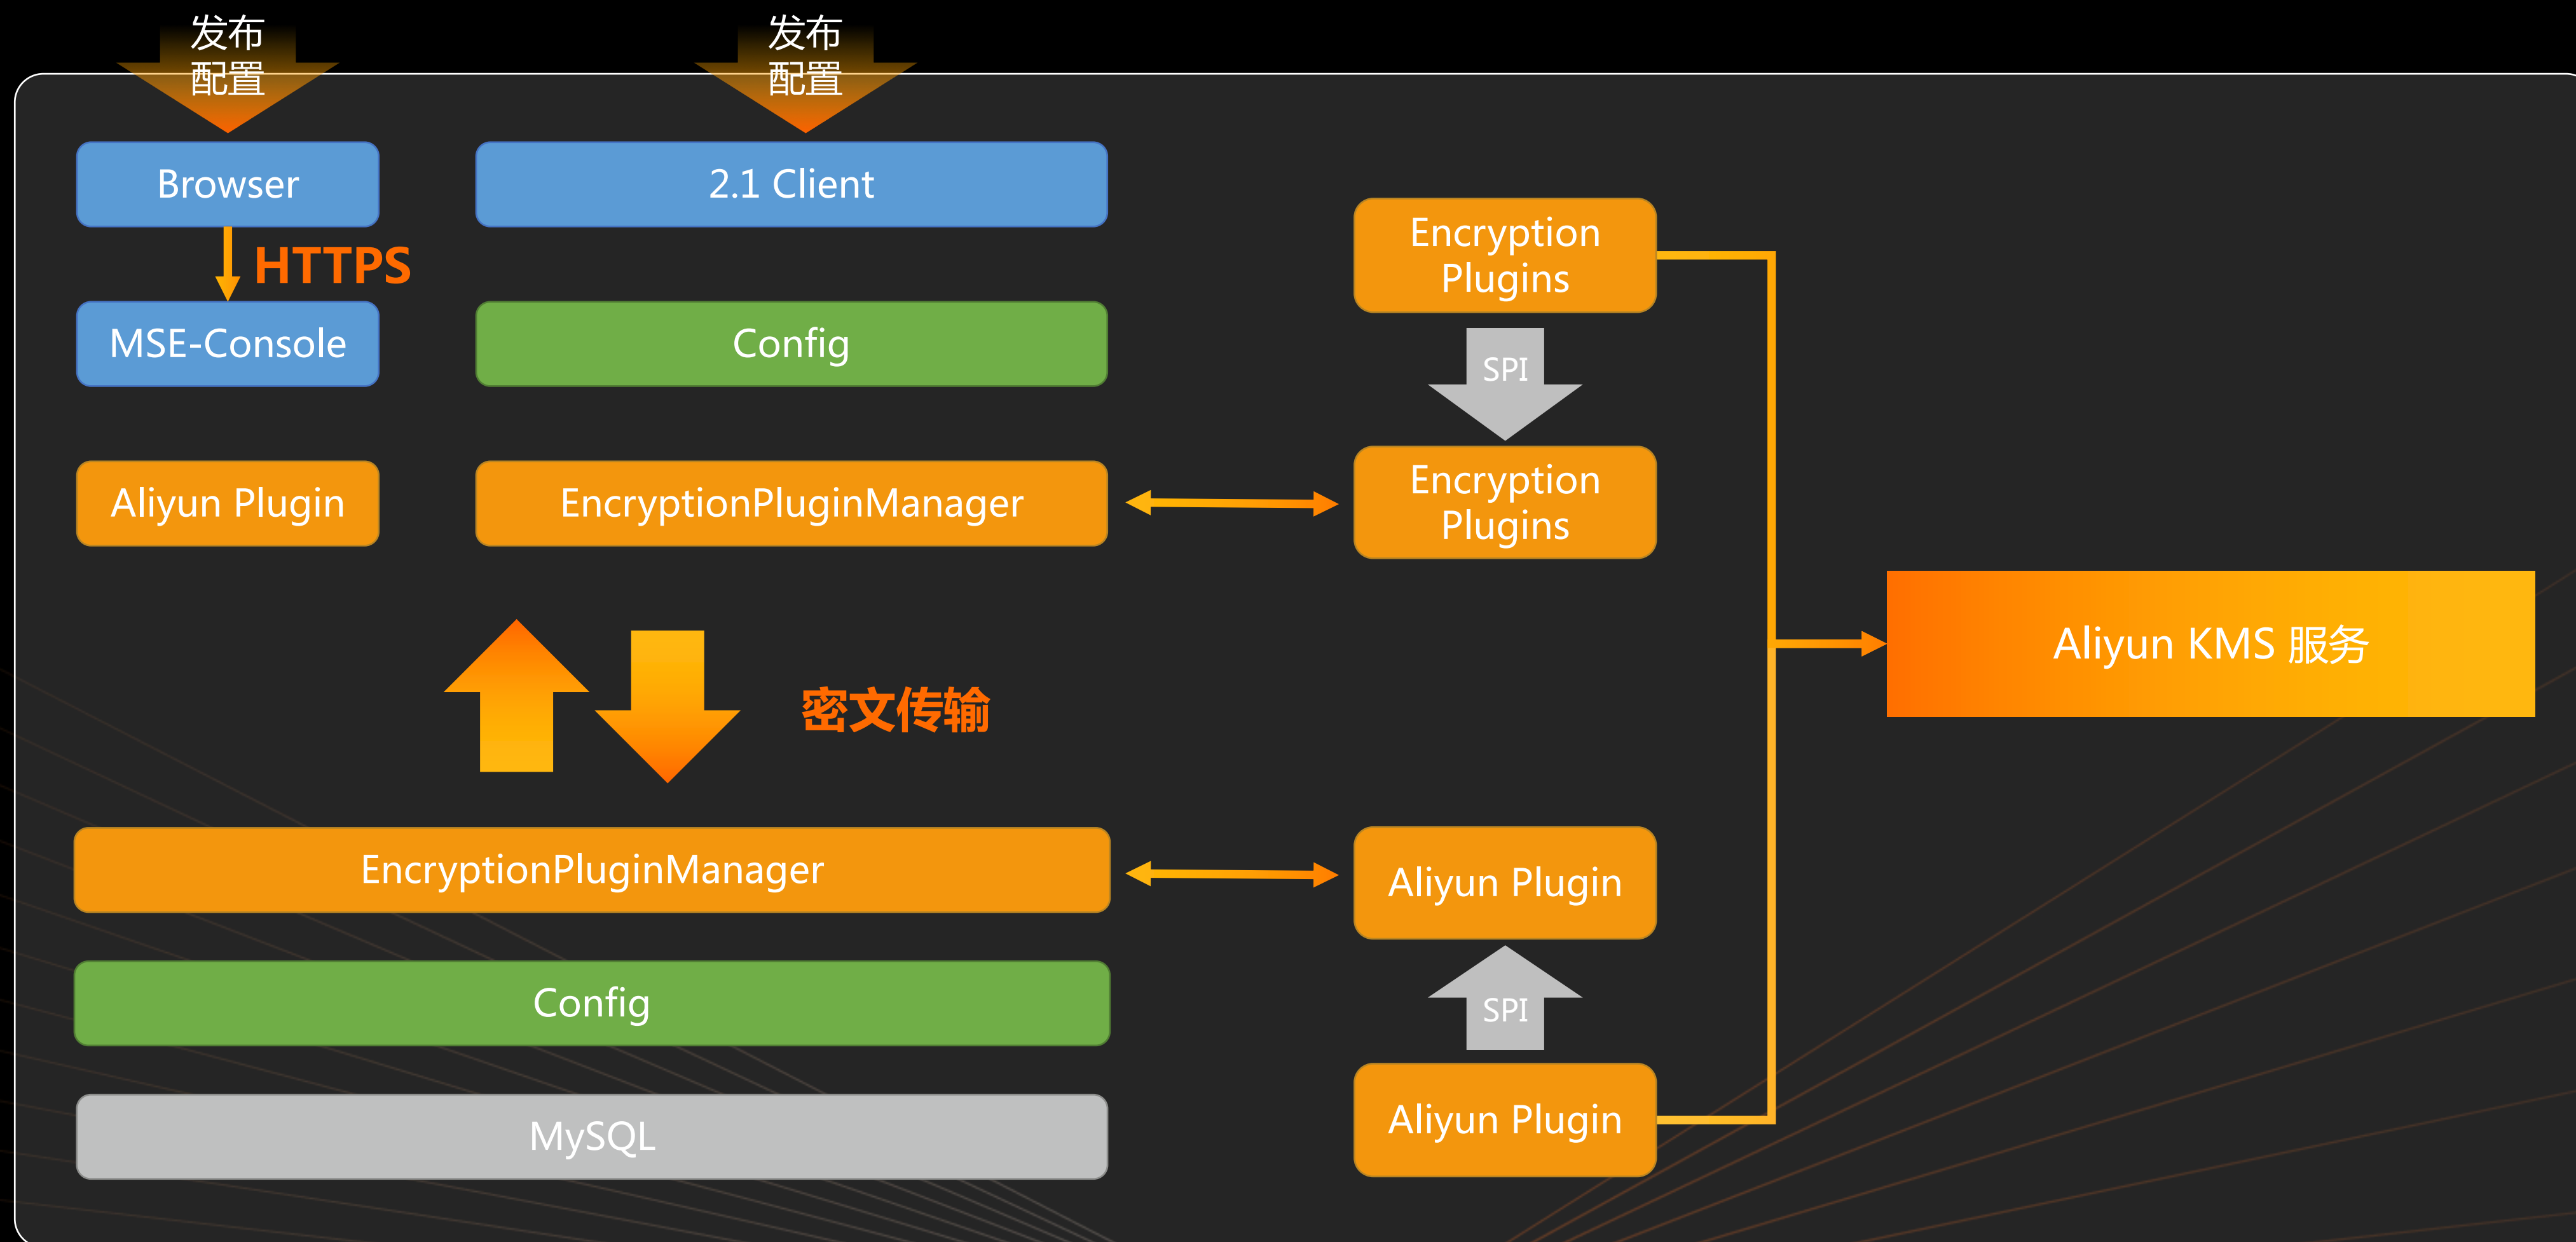 发布
配置
发布
配置
Browser
2.1 Client
HTTPS
MSE-Console
Config
Aliyun Plugin
EncryptionPluginManager
Encryption
Plugins
SPI
Encryption
Plugins
密文传输
Aliyun KMS 服务
EncryptionPluginManager
Aliyun Plugin
Config
SPI
MySQL
Aliyun Plugin